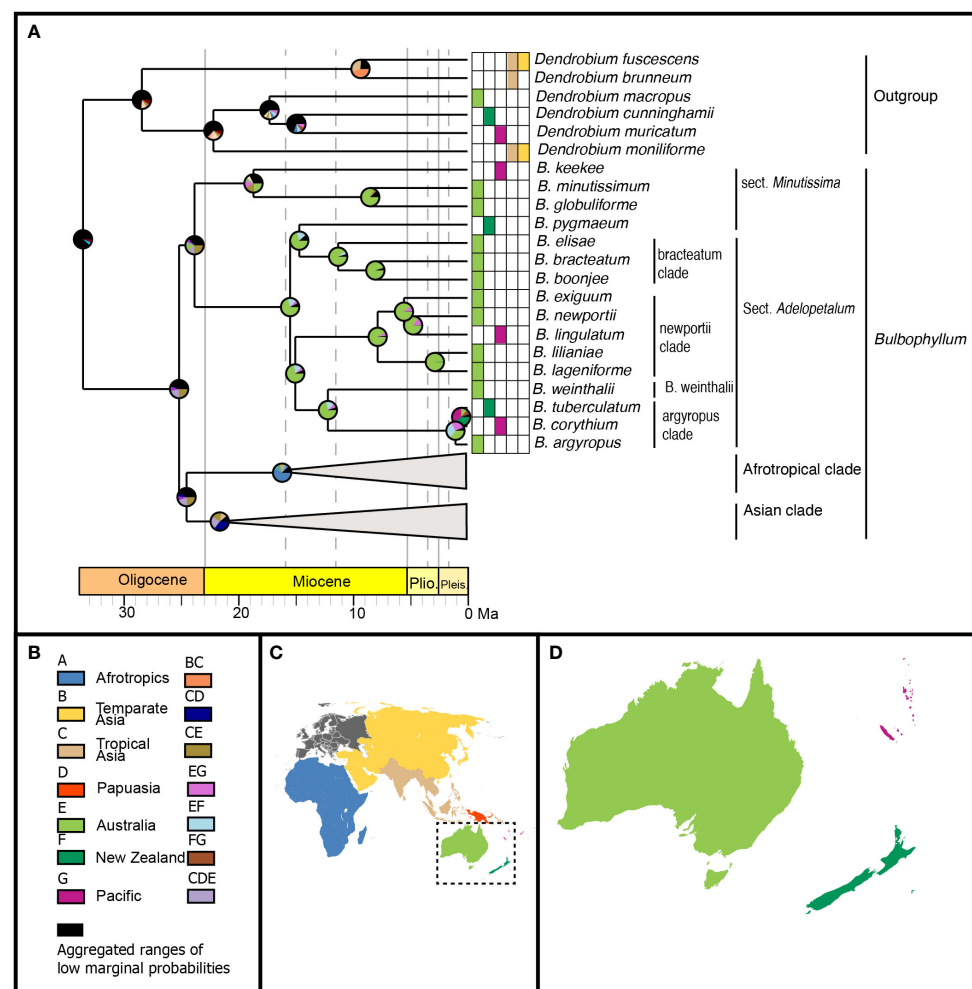 A
Dendrobium fuscescens
Dendrobium brunneum
Dendrobium macropus
Dendrobium cunninghamii
Dendrobium muricatum
Dendrobium moniliforme
B. keekee
B. minutissimum
B. globuliforme
B. pygmaeum
B. elisae
B. bracteatum
B. boonjee
B. exiguum
B. newportii
B. lingulatum
B. lilianiae
B. lageniforme
B. weinthalii
B. tuberculatum
B. corythium
B. argyropus
bracteatum
clade
newportii
clade
B. weinthalii
argyropus
clade
sect. Minutissima
Sect. Adelopetalum
Afrotropical clade
Asian clade
Outgroup
Bulbophyllum
Oligocene
Miocene
Plio.
Pleis.
30
20
10
0 Ma
B
A
Afrotropics
B
Temparate
Asia
C
Tropical
Asia
D
Papuasia
E
Australia
F
New Zealand
G
Pacific
BC
CD
CE
EG
EF
FG
CDE
Aggregated ranges of
low marginal probabilities
C
D